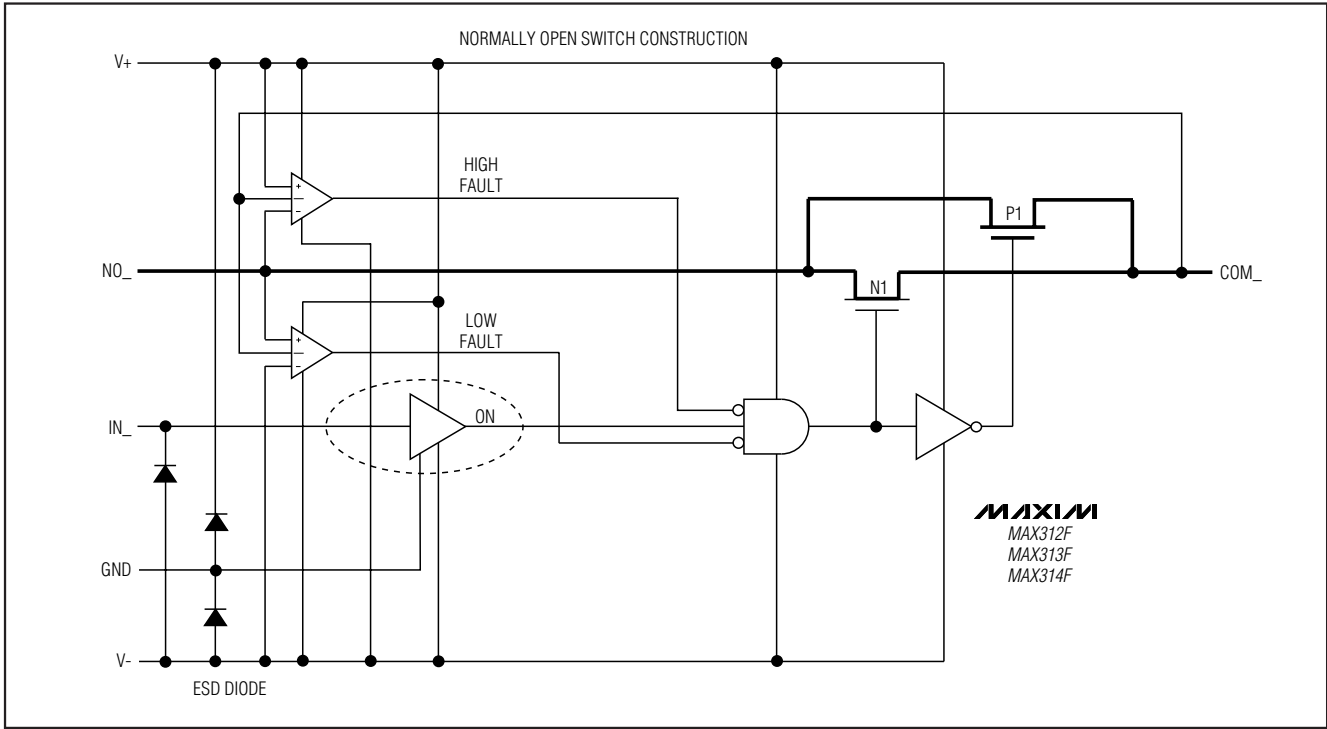 NORMALLY OPEN SWITCH CONSTRUCTION
V+
HIGH
FAULT
+
–
-
P1
NO_
COM_
N1
LOW
FAULT
+
–
-
ON
IN_
MAXIM
MAX312F
MAX313F
MAX314F
GND
V-
ESD DIODE